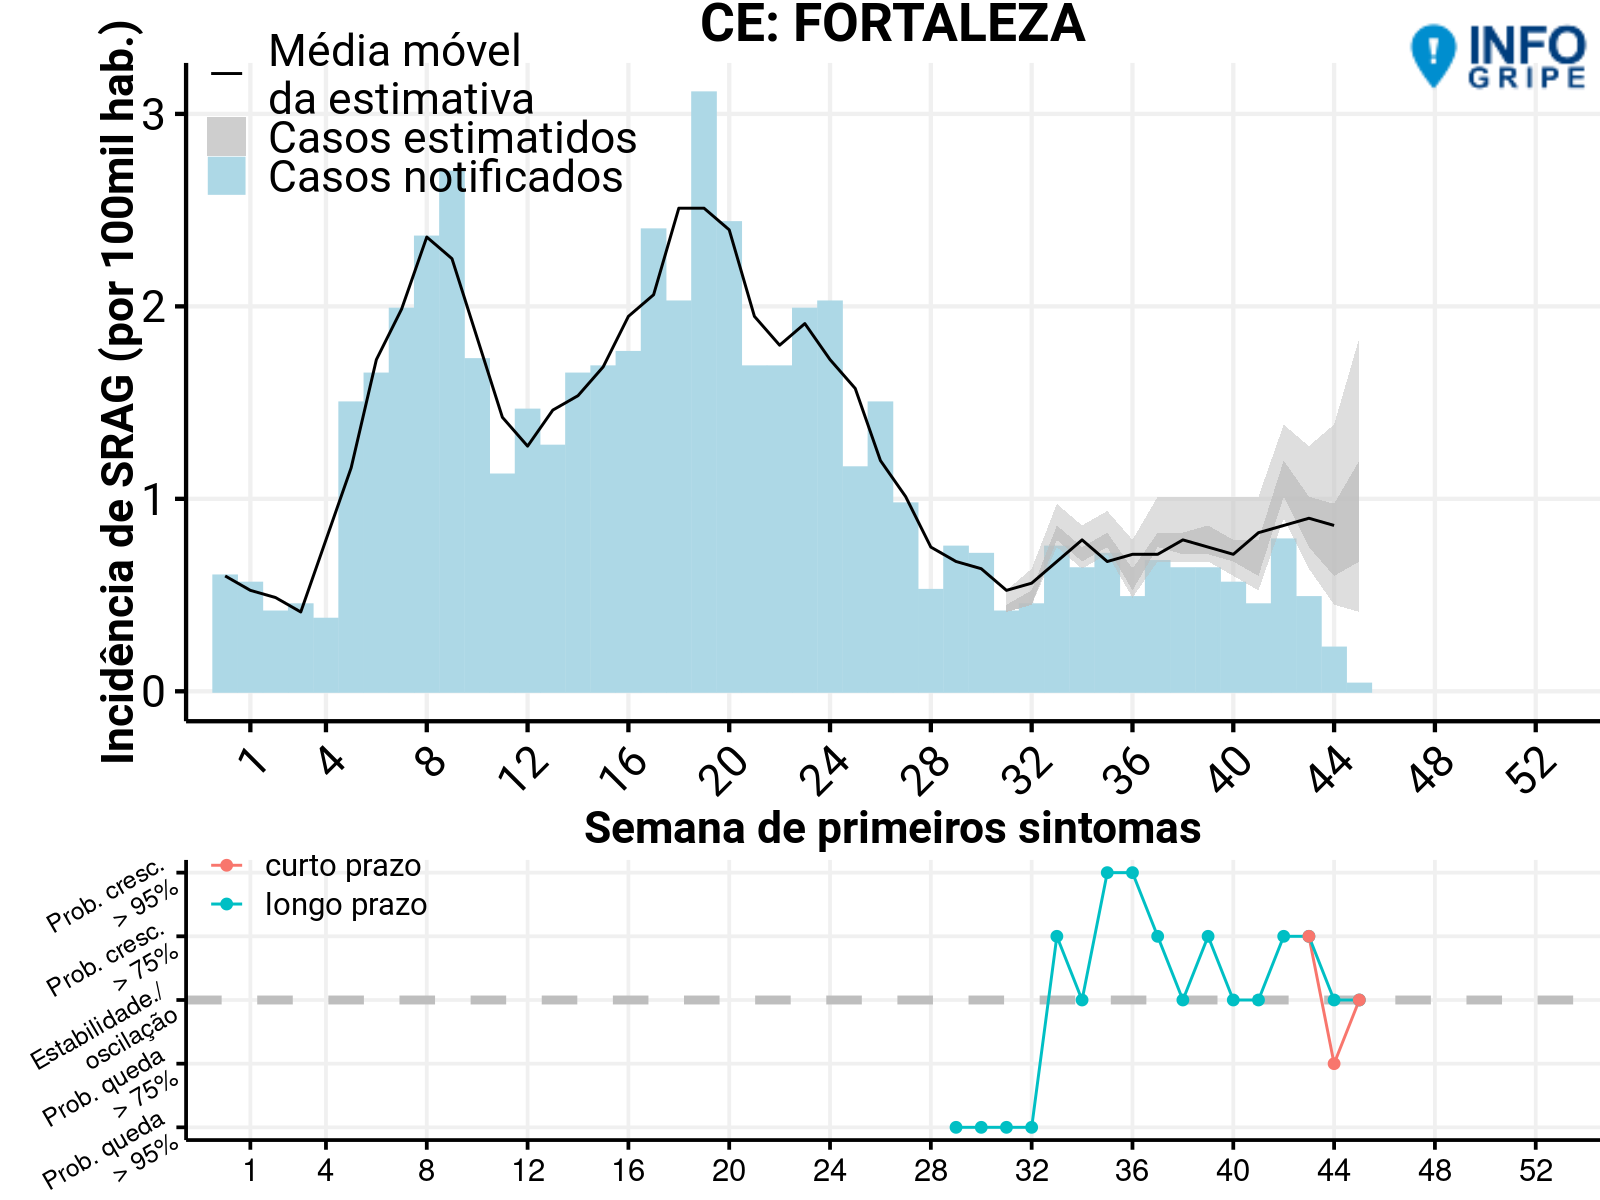 CE: FORTALEZA
INFO
GRIPE
Média móvel
da estimativa
Casos estimatidos
Casos notificados
Incidência de SRAG (por 100mil hab.)
3
2
1
0
1 4 8 12 16 20 24 28 32 36 40 44 48 52
Semana de primeiros sintomas
curto prazo
longo prazo
Prob. cresc.
> 95%
Prob. cresc.
> 75%
Estabilidade./
oscilação
Prob. queda
> 75%
Prob. queda
> 95%
1 4 8 12 16 20 24 28 32 36 40 44 48 52